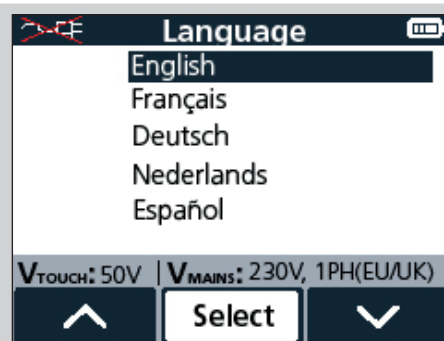 Language
English
Français
Deutsch
Nederlands
Español
VTOUCH: 50V | VMAINS: 230V, 1PH(EU/UK)
Select